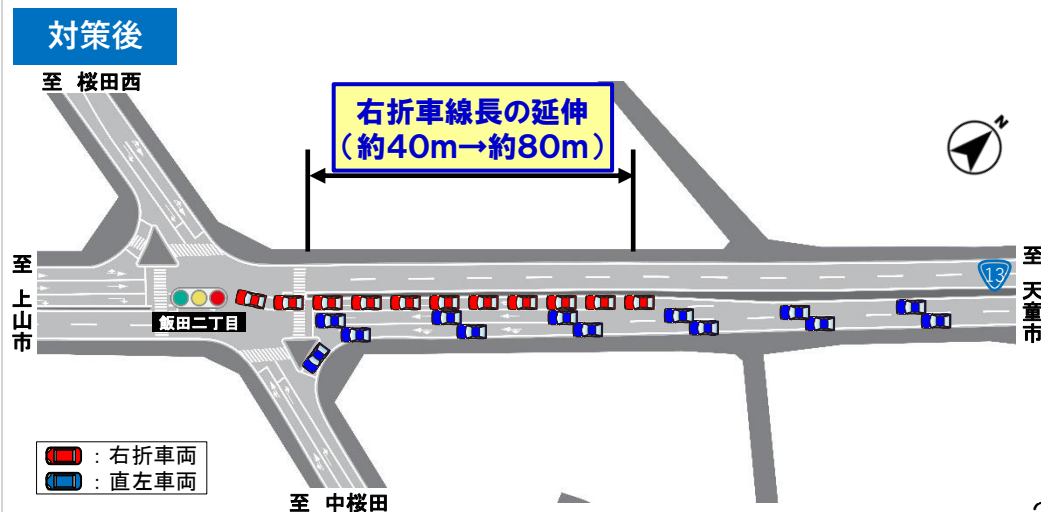 対策後
至 桜田西
右折車線長の延伸
（約40m→約80m）
N
至 上山市
13
至 天童市
飯田二丁目
：右折車両
：直左車両
至 中桜田